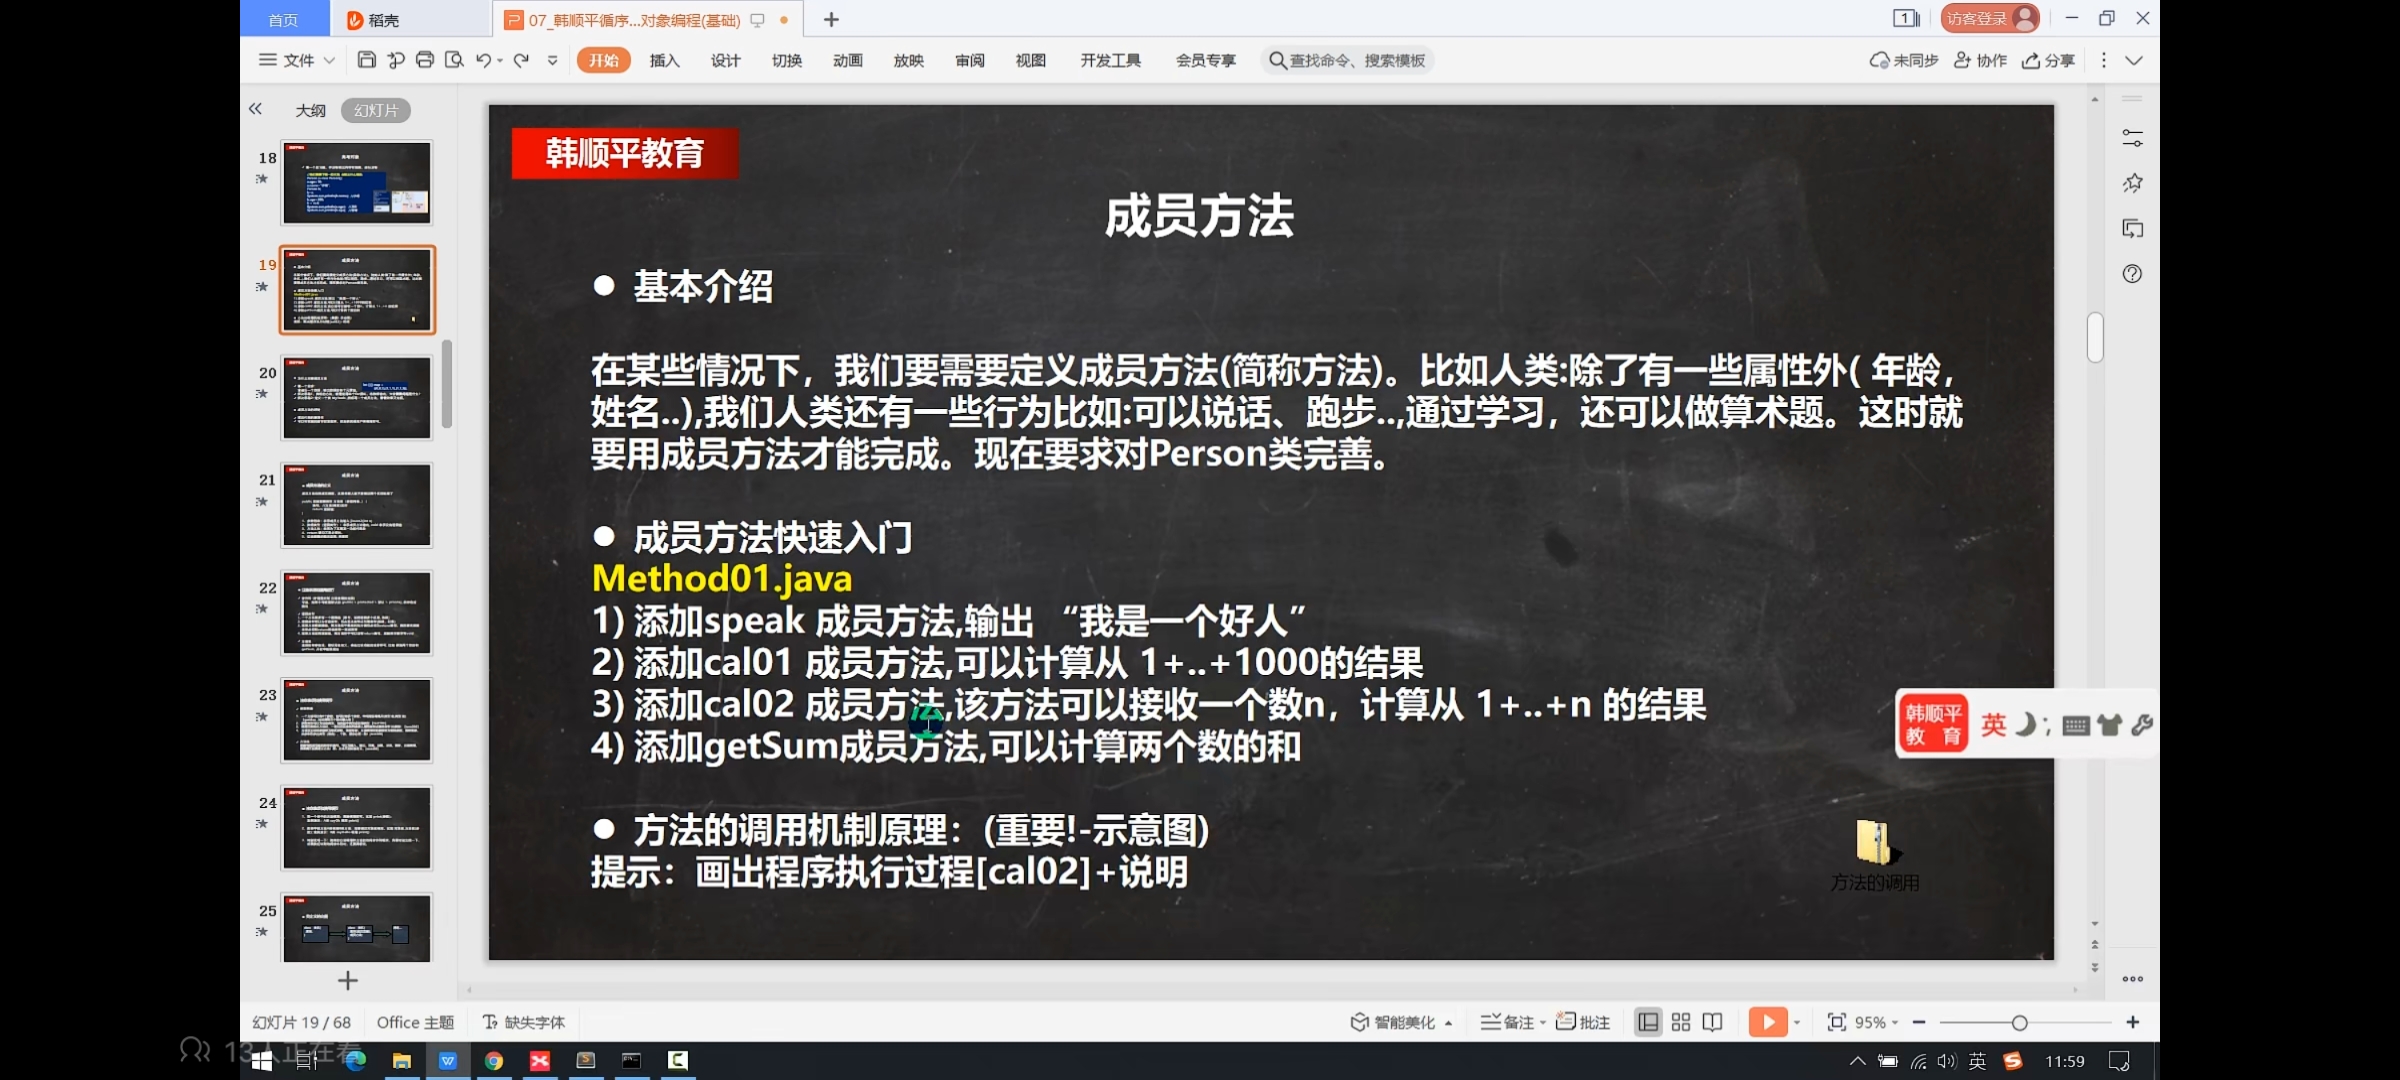 首页
稻壳
07_韩顺平循序...对象编程(基础)
访客登录
文件
开始
插入
设计
切换
动画
放映
审阅
视图
开发工具
会员专享
查找命令、搜索模板
未同步
协作
分享
大纲
幻灯片
18
19
20
21
22
23
24
25
韩顺平教育
成员方法
● 基本介绍
在某些情况下，我们要需要定义成员方法(简称方法)。比如人类:除了有一些属性外( 年龄，
姓名..),我们人类还有一些行为比如:可以说话、跑步..,通过学习，还可以做算术题。这时就
要用成员方法才能完成。现在要求对Person类完善。
● 成员方法快速入门
Method01.java
1) 添加speak 成员方法,输出 “我是一个好人”
2) 添加cal01 成员方法,可以计算从 1+..+1000的结果
3) 添加cal02 成员方法,该方法可以接收一个数n，计算从 1+..+n 的结果
4) 添加getSum成员方法,可以计算两个数的和
● 方法的调用机制原理：(重要!-示意图)
提示：画出程序执行过程[cal02]+说明
方法的调用
韩顺平
教 育
英
幻灯片 19 / 68
Office 主题
缺失字体
智能美化
备注
批注
95%
13人正在看
英
11:59